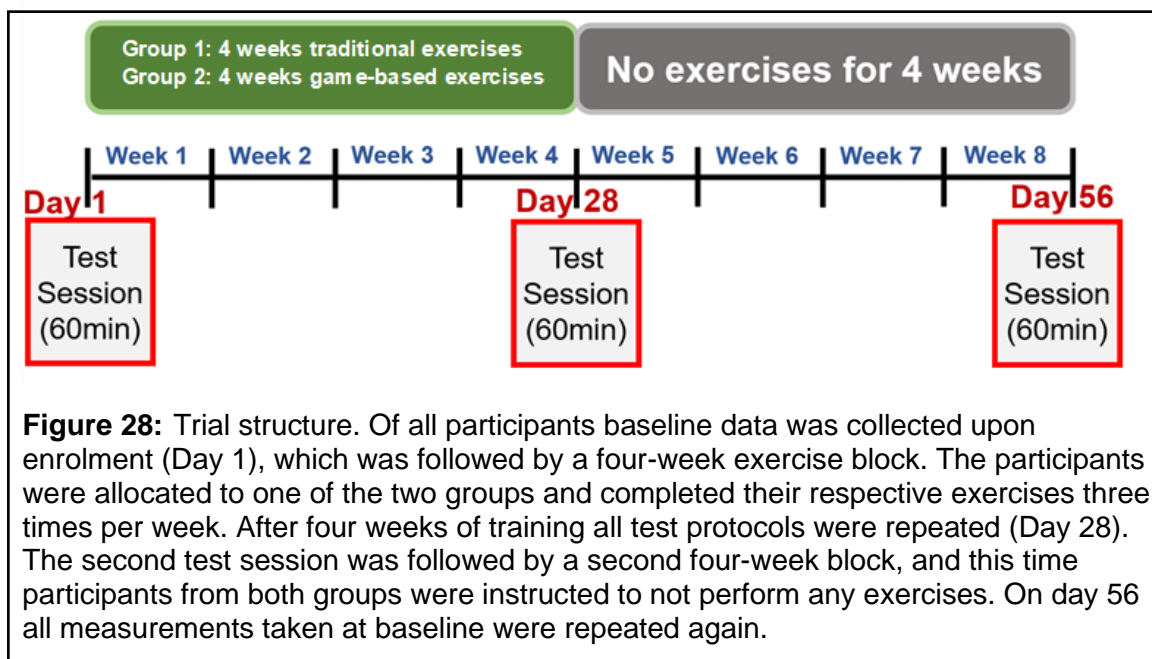 Group 1: 4 weeks traditional exercises
Group 2: 4 weeks game-based exercises
No exercises for 4 weeks
Week 1 Week 2 Week 3 Week 4 Week 5 Week 6 Week 7 Week 8
Day 1 Day 28 Day 56
Test Session (60min)
Test Session (60min)
Test Session (60min)
Figure 28: Trial structure. Of all participants baseline data was collected upon
enrolment (Day 1), which was followed by a four-week exercise block. The participants
were allocated to one of the two groups and completed their respective exercises three
times per week. After four weeks of training all test protocols were repeated (Day 28).
The second test session was followed by a second four-week block, and this time
participants from both groups were instructed to not perform any exercises. On day 56
all measurements taken at baseline were repeated again.